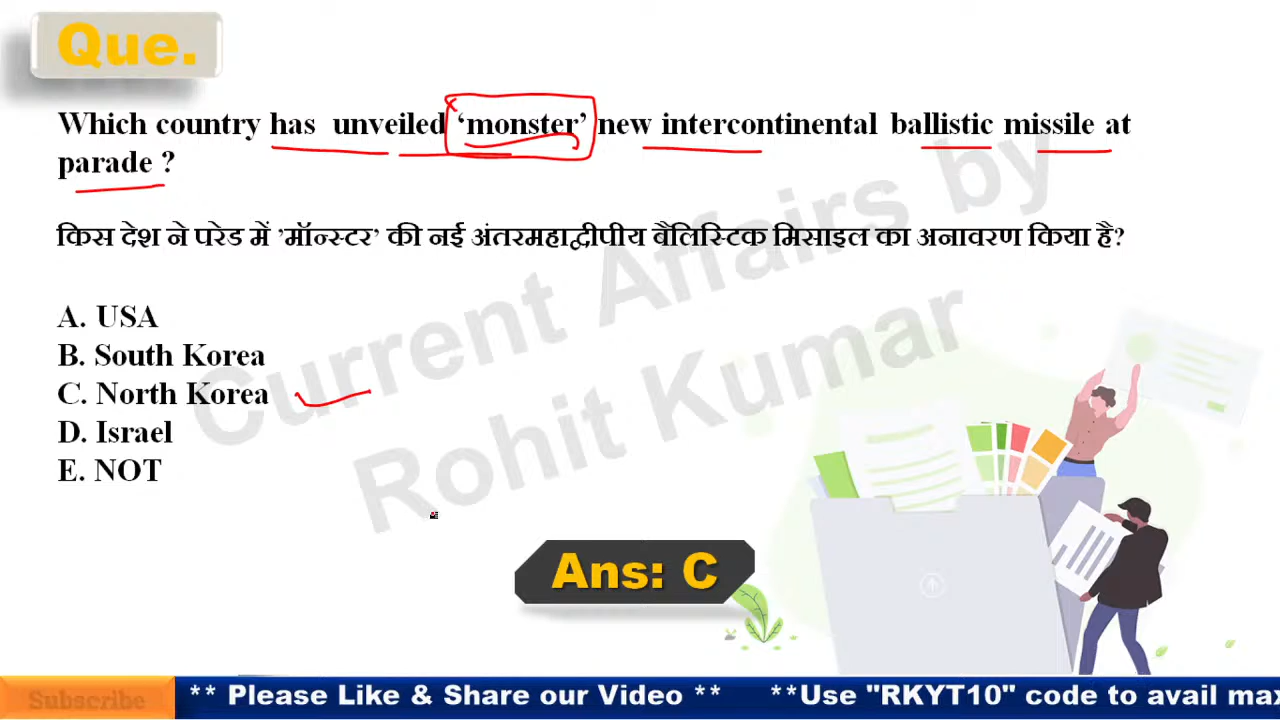 Que.
Which country has unveiled ‘monster’ new intercontinental ballistic missile at
parade ?
किस देश ने परेड में ’मॉन्स्टर’ की नई अंतरमहाद्वीपीय वैलिस्टिक मिसाइल का अनावरण किया है?
A. USA
B. South Korea
C. North Korea
D. Israel
E. NOT
Current Affairs by
Rohit Kumar
Ans: C
Subscribe
** Please Like & Share our Video ** **Use "RKYT10" code to avail max